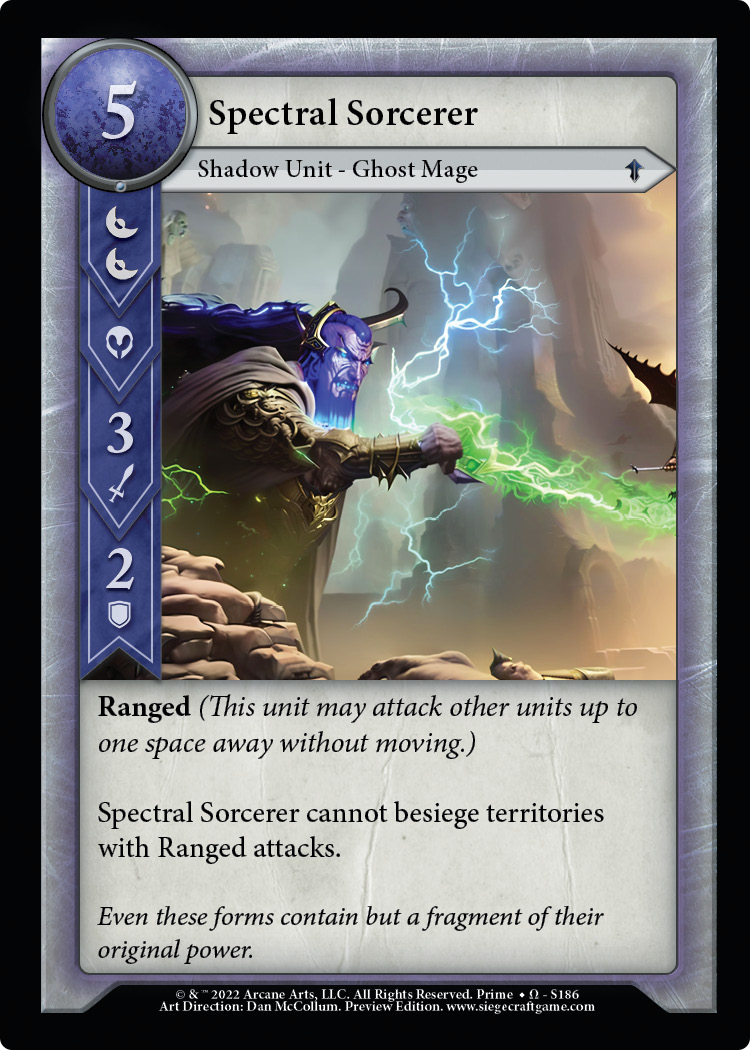 5
Spectral Sorcerer
Shadow Unit - Ghost Mage
3
2
Ranged (This unit may attack other units up to
one space away without moving.)
Spectral Sorcerer cannot besiege territories
with Ranged attacks.
Even these forms contain but a fragment of their
original power.
© & ™ 2022 Arcane Arts, LLC. All Rights Reserved. Prime ⬥ Ω - S186
Art Direction: Dan McCollum. Preview Edition. www.siegecraftgame.com